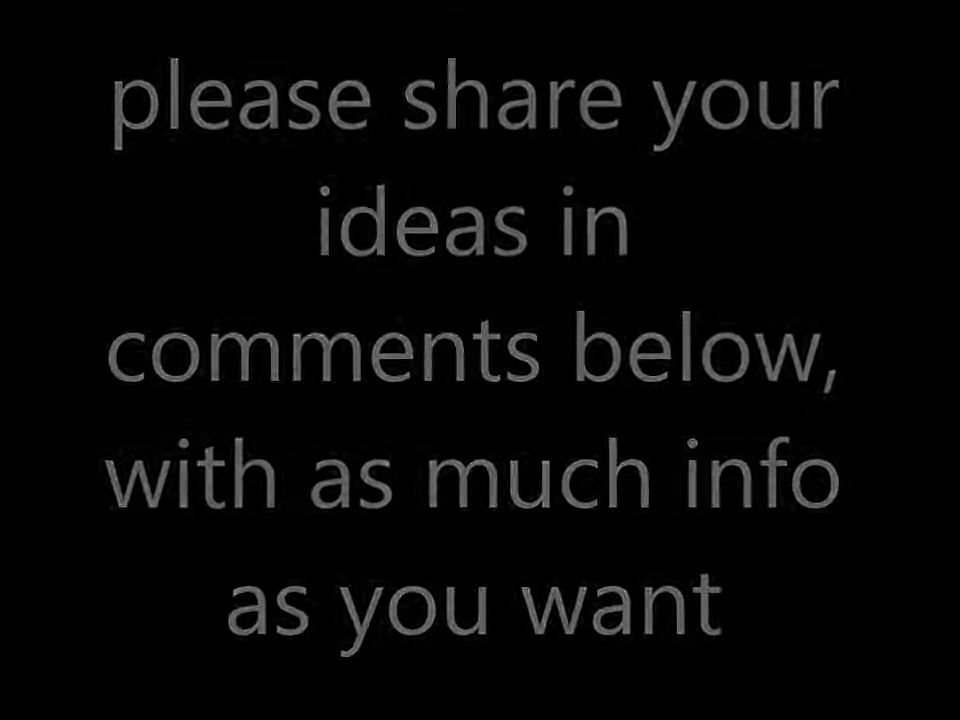 please share your
ideas in
comments below,
with as much info
as you want